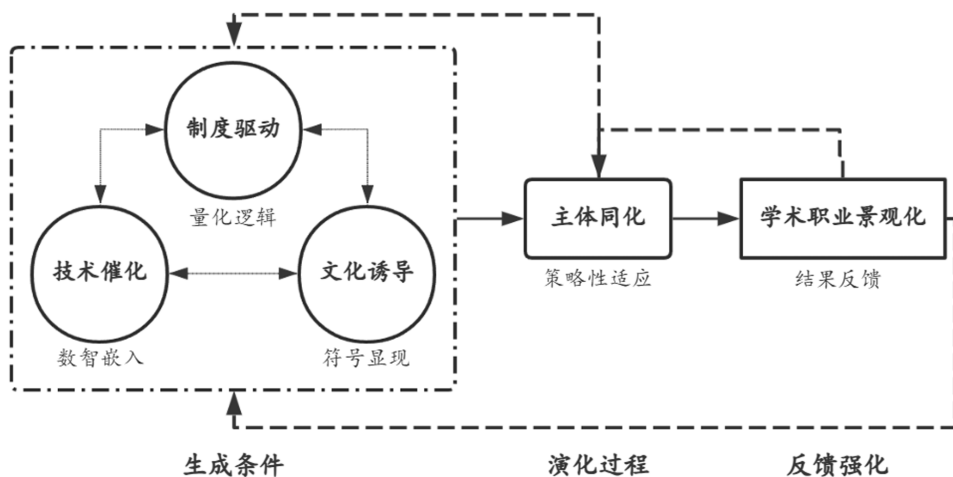 制度驱动
量化逻辑
技术催化
文化诱导
数智嵌入
符号显现
主体同化
策略性适应
学术职业景观化
结果反馈
生成条件
演化过程
反馈强化